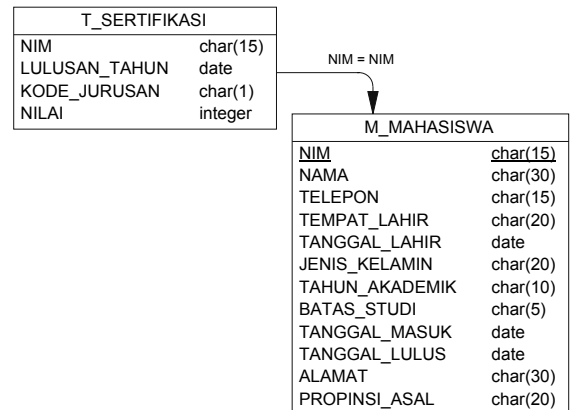 T_SERTIFIKASI
NIM char(15)
LULUSAN_TAHUN date
KODE_JURUSAN char(1)
NILAI integer
NIM = NIM
M_MAHASISWA
NIM char(15)
NAMA char(30)
TELEPON char(15)
TEMPAT_LAHIR char(20)
TANGGAL_LAHIR date
JENIS_KELAMIN char(20)
TAHUN_AKADEMIK char(10)
BATAS_STUDI char(5)
TANGGAL_MASUK date
TANGGAL_LULUS date
ALAMAT char(30)
PROPINSI_ASAL char(20)